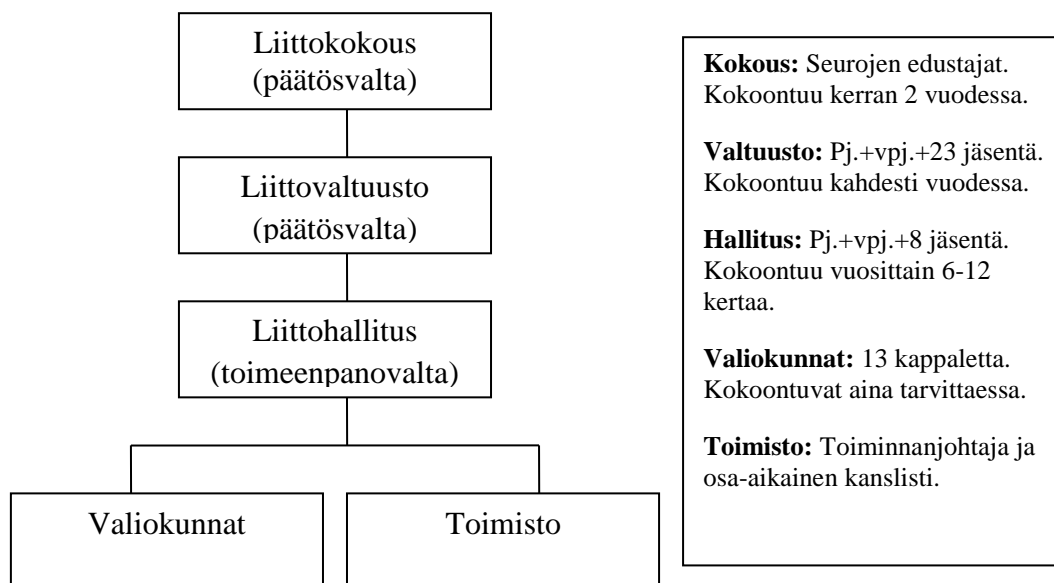 Liittokokous
(päätösvalta)
Liittovaltuusto
(päätösvalta)
Liittohallitus
(toimeenpanovalta)
Valiokunnat
Toimisto
Kokous: Seurojen edustajat.
Kokoontuu kerran 2 vuodessa.
Valtuusto: Pj.+vpj.+23 jäsentä.
Kokoontuu kahdesti vuodessa.
Hallitus: Pj.+vpj.+8 jäsentä.
Kokoontuu vuosittain 6-12
kertaa.
Valiokunnat: 13 kappaletta.
Kokoontuvat aina tarvittaessa.
Toimisto: Toiminnanjohtaja ja
osa-aikainen kanslisti.